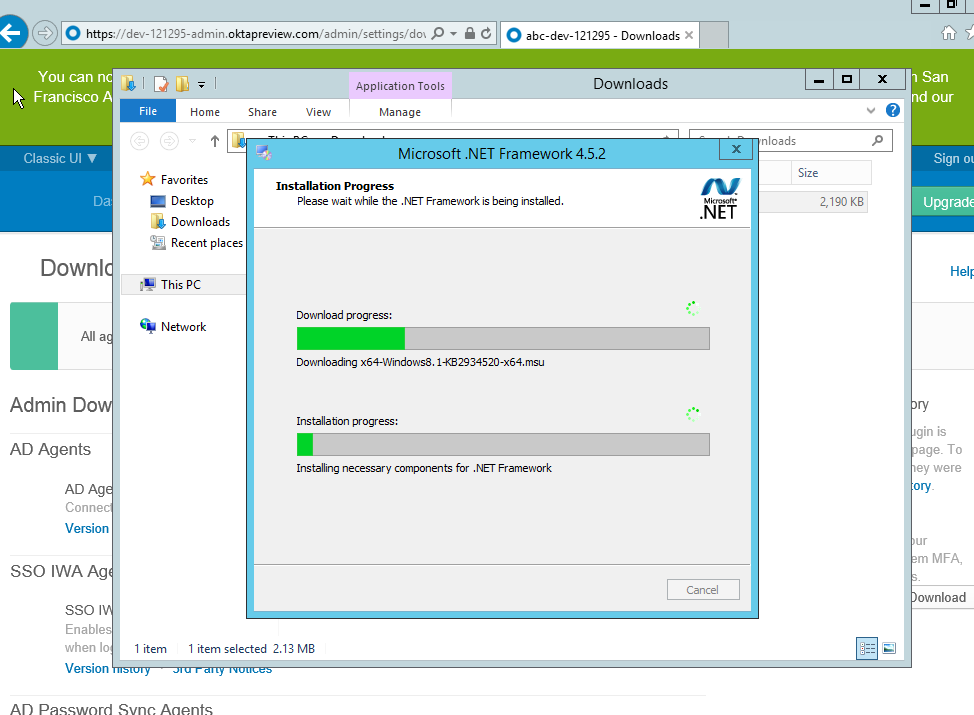 https://dev-121295-admin.oktapreview.com/admin/settings/do
abc-dev-121295 - Downloads
You can no
n San
Francisco A
nd our
Application Tools
Downloads
File
Home
Share
View
Manage
Classic UI ▼
Sign ou
Da
Upgrade
Microsoft .NET Framework 4.5.2
Installation Progress
Please wait while the .NET Framework is being installed.
Microsoft®
.NET
Size
2,190 KB
Favorites
Desktop
Downloads
Recent places
This PC
Network
Downlo
Help
All ag
Download progress:
Downloading x64-Windows8.1-KB2934520-x64.msu
Installation progress:
Installing necessary components for .NET Framework
Cancel
Admin Dow
ory
AD Agents
ugin is
page. To
hey were
ory.
AD Age
Connect
Version
our
em MFA,
s.
Download
SSO IWA Age
SSO IW
Enables
when log
1 item
1 item selected 2.13 MB
Version history
3rd Party Notices
AD Password Sync Agents